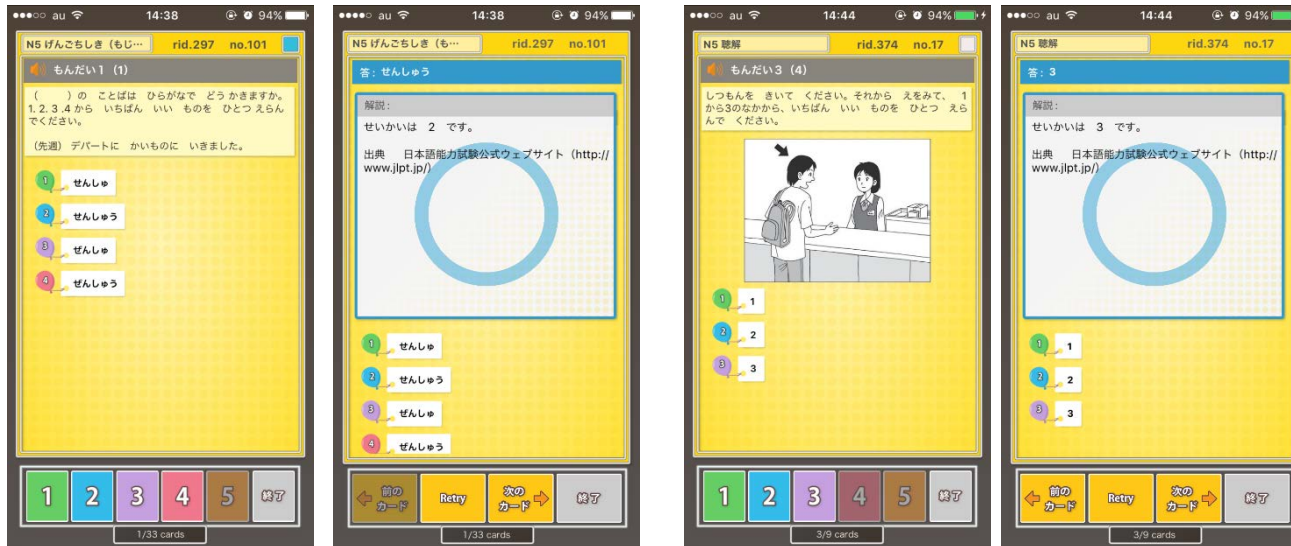 ●●●○○ au 14:38 94%
N5 げんごちしき（もじ… rid.297 no.101
もんだい１（1）
（　　）の　ことばは　ひらがなで　どう かきますか。
1. 2. 3 .4 から　いちばん　いい　ものを　ひとつ えらん
でください。
（先週）デパートに　かいものに　いきました。
1 せんしゅ
2 せんしゅう
3 ぜんしゅ
4 ぜんしゅう
1 2 3 4 5 終了
1/33 cards
●●●●○ au 14:38 94%
N5 げんごちしき（も… rid.297 no.101
答: せんしゅう
解説：
せいかいは　2　です。
出典　日本語能力試験公式ウェブサイト（http://
www.jlpt.jp/）
1 せんしゅ
2 せんしゅう
3 ぜんしゅ
4 ぜんしゅう
前の
カード
Retry
次の
カード
終了
1/33 cards
●●●○○ au 14:44 94%
N5 聴解 rid.374 no.17
もんだい３（4）
しつもんを　きいて　ください。それから　えをみて、　1
から3のなかから、いちばん　いい　ものを　ひとつ　えら
んで　ください。
1 1
2 2
3 3
1 2 3 4 5 終了
3/9 cards
●●●○○ au 14:44 94%
N5 聴解 rid.374 no.17
答: 3
解説：
せいかいは　3　です。
出典　日本語能力試験公式ウェブサイト（http://
www.jlpt.jp/）
1 1
2 2
3 3
前の
カード
Retry
次の
カード
終了
3/9 cards